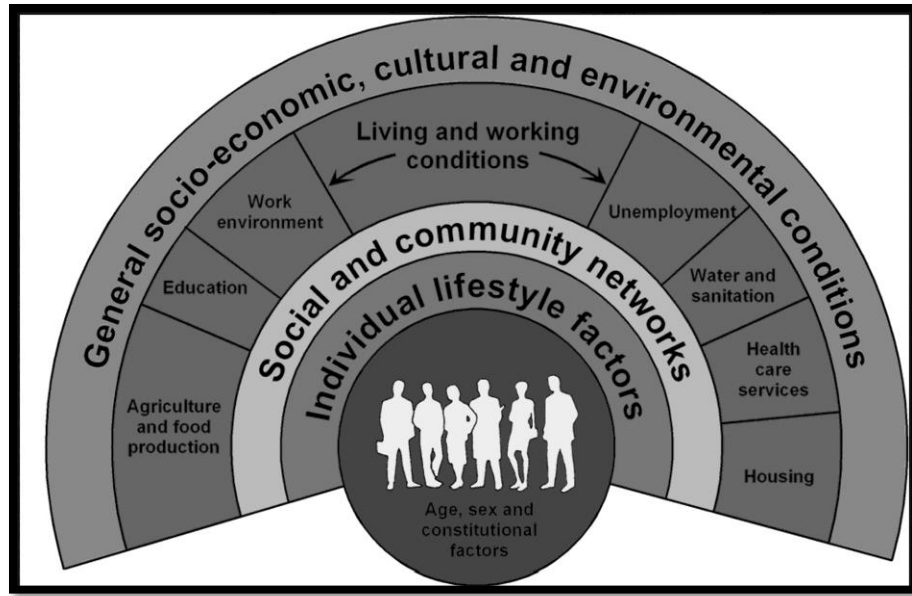 General socio-economic, cultural and environmental conditions
Living and working
conditions
Work
environment
Unemployment
Education
Water and
sanitation
Agriculture
and food
production
Health
care
services
Housing
Social and community networks
Individual lifestyle factors
Age, sex and
constitutional
factors